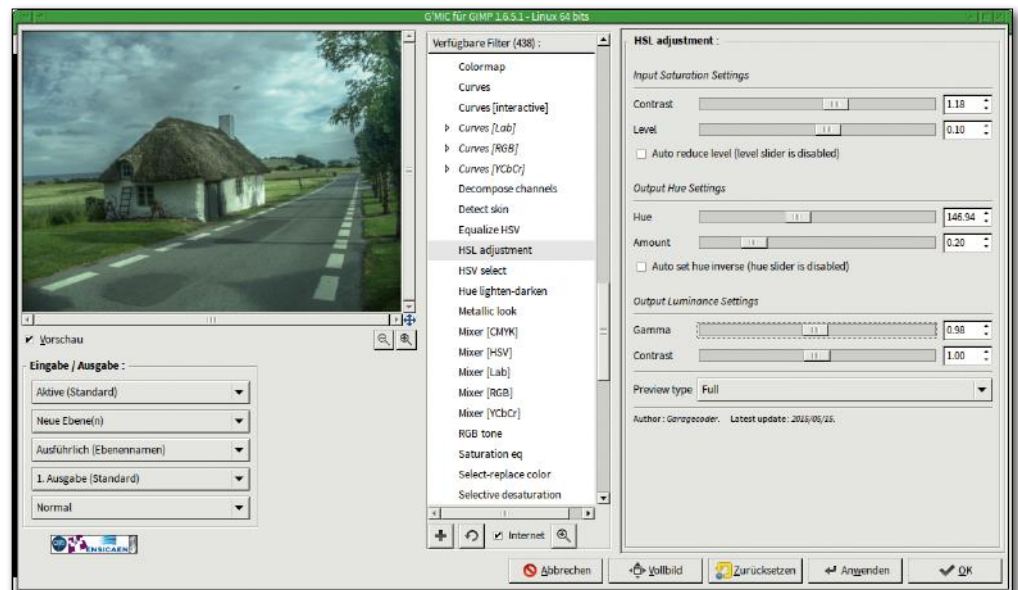 G'MIC für GIMP 1.6.5.1 - Linux 64 bits
Vorschau
Eingabe / Ausgabe :
Aktive (Standard)
Neue Ebene(n)
Ausführlich (Ebenennamen)
1. Ausgabe (Standard)
Normal
ENSICAEN
Verfügbare Filter (438) :
Colormap
Curves
Curves [interactive]
Curves [Lab]
Curves [RGB]
Curves [YCbCr]
Decompose channels
Detect skin
Equalize HSV
HSL adjustment
HSV select
Hue lighten-darken
Metallic look
Mixer [CMYK]
Mixer [HSV]
Mixer [Lab]
Mixer [RGB]
Mixer [YCbCr]
RGB tone
Saturation eq
Select-replace color
Selective desaturation
Internet
HSL adjustment :
Input Saturation Settings
Contrast 1.18
Level 0.10
Auto reduce level (level slider is disabled)
Output Hue Settings
Hue 146.94
Amount 0.20
Auto set hue inverse (hue slider is disabled)
Output Luminance Settings
Gamma 0.98
Contrast 1.00
Preview type Full
Author : Garagecoder. Latest update : 2015/05/15.
Abbrechen
Vollbild
Zurücksetzen
Anwenden
OK